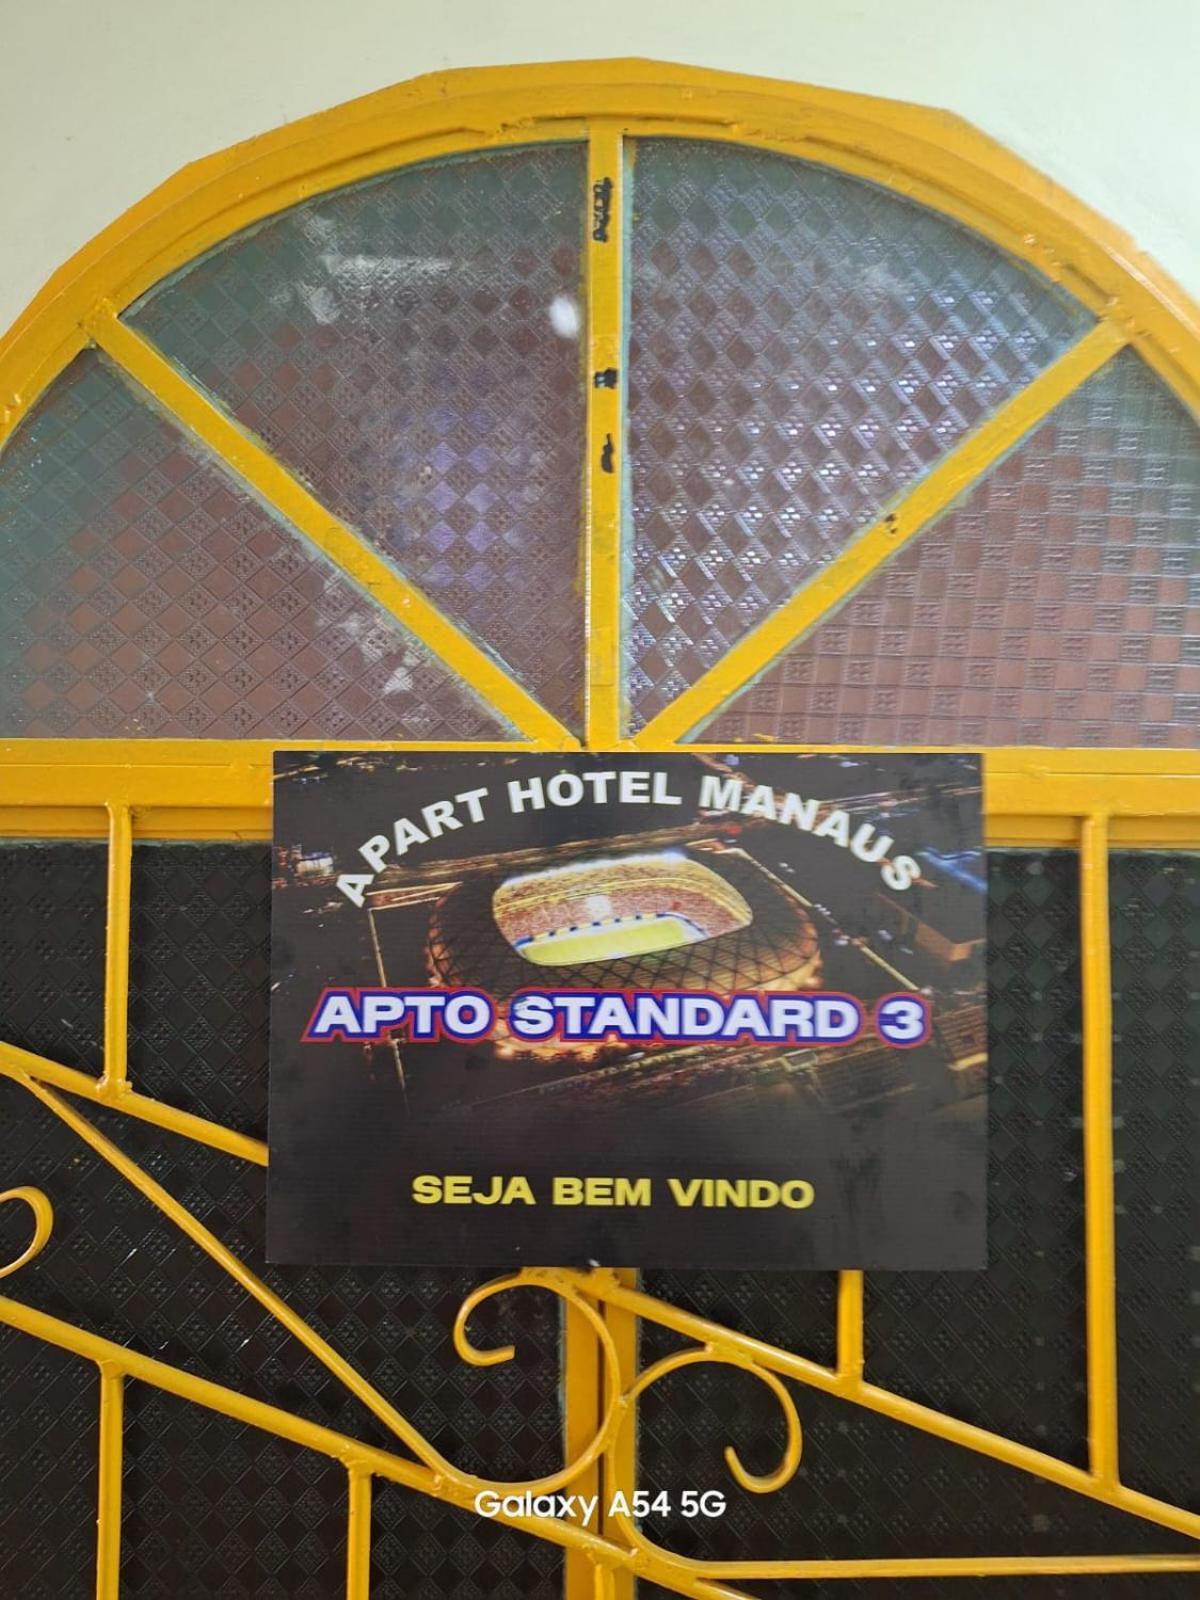 APART HOTEL MANAUS
APTO STANDARD 3
SEJA BEM VINDO
Galaxy A54 5G